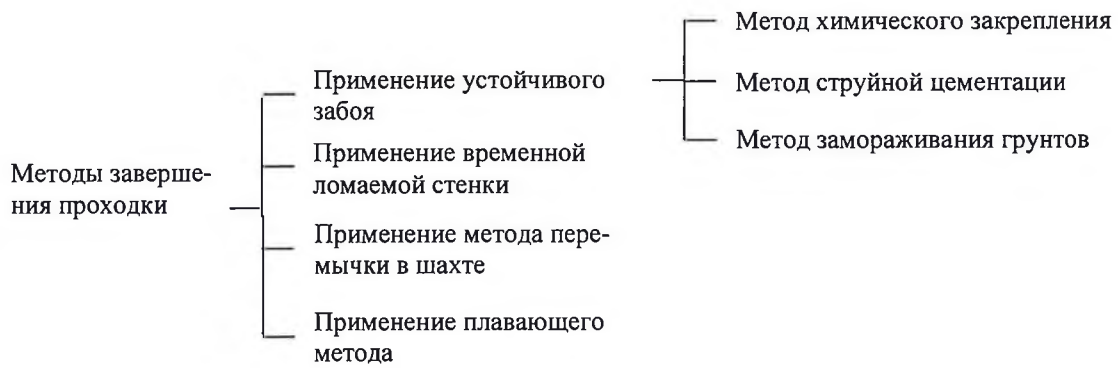 Методы заверше-
ния проходки
Применение устойчивого
забоя
Применение временной
ломаемой стенки
Применение метода пере-
мычки в шахте
Применение плавающего
метода
Метод химического закрепления
Метод струйной цементации
Метод замораживания грунтов